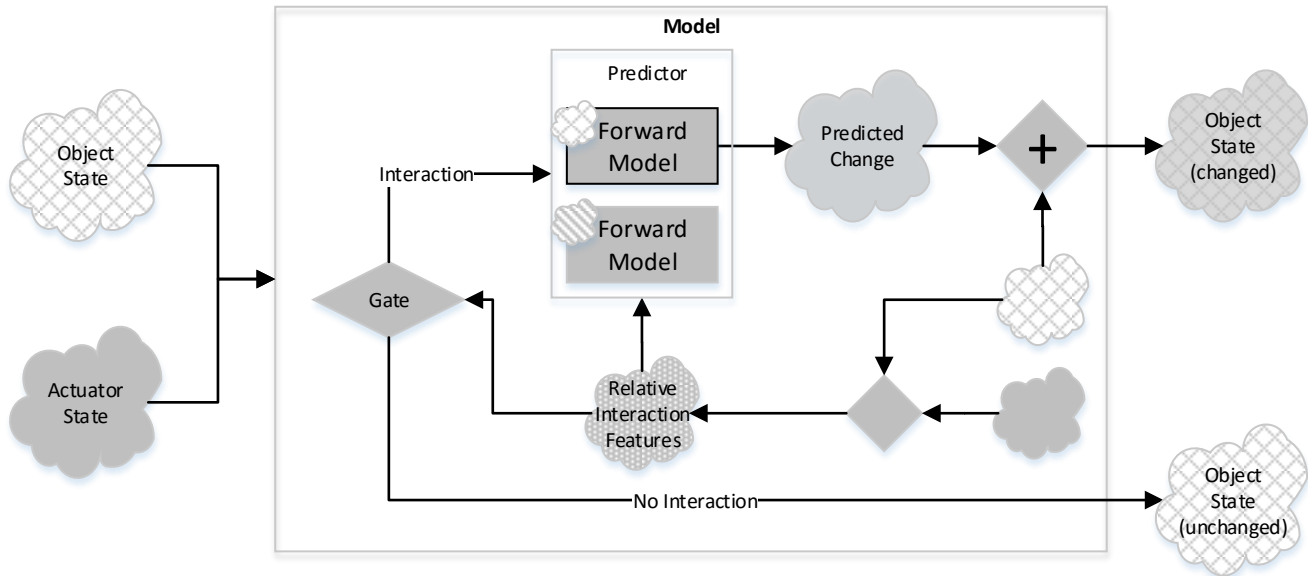 Model
Predictor
Object
State
Forward
Model
Predicted
Change
+
Object
State
(changed)
Interaction
Forward
Model
Gate
Actuator
State
Relative
Interaction
Features
No Interaction
Object
State
(unchanged)